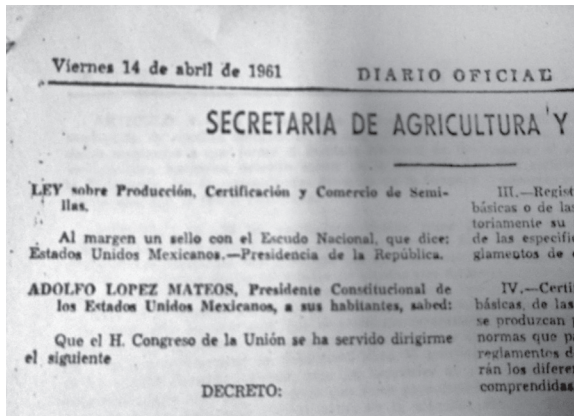 Viernes 14 de abril de 1961
DIARIO OFICIAL
SECRETARIA DE AGRICULTURA Y
LEY sobre Producción, Certificación y Comercio de Semi-
llas.
Al margen un sello con el Escudo Nacional, que dice:
Estados Unidos Mexicanos.—Presidencia de la República.
ADOLFO LOPEZ MATEOS, Presidente Constitucional de
los Estados Unidos Mexicanos, a sus habitantes, sabed:
Que el H. Congreso de la Unión se ha servido dirigirme
el siguiente
DECRETO:
III.—Regist
básicas o de las
toriamente su
de las especific
glamentos de
IV.—Certi
básica, de las
se produzcan p
normas que pa
reglamentos d
rán los diferen
comprendidas